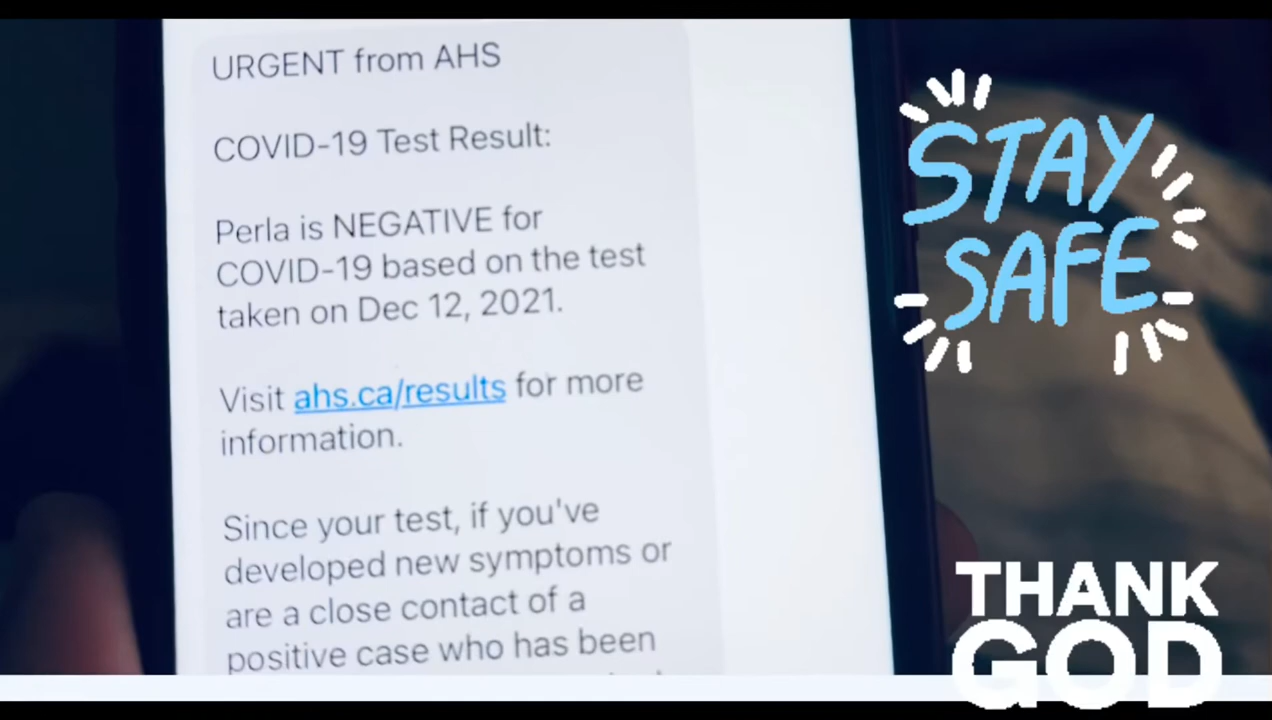 URGENT from AHS
COVID-19 Test Result:
Perla is NEGATIVE for
COVID-19 based on the test
taken on Dec 12, 2021.
Visit ahs.ca/results for more
information.
Since your test, if you've
developed new symptoms or
are a close contact of a
positive case who has been
STAY
SAFE
THANK
GOD